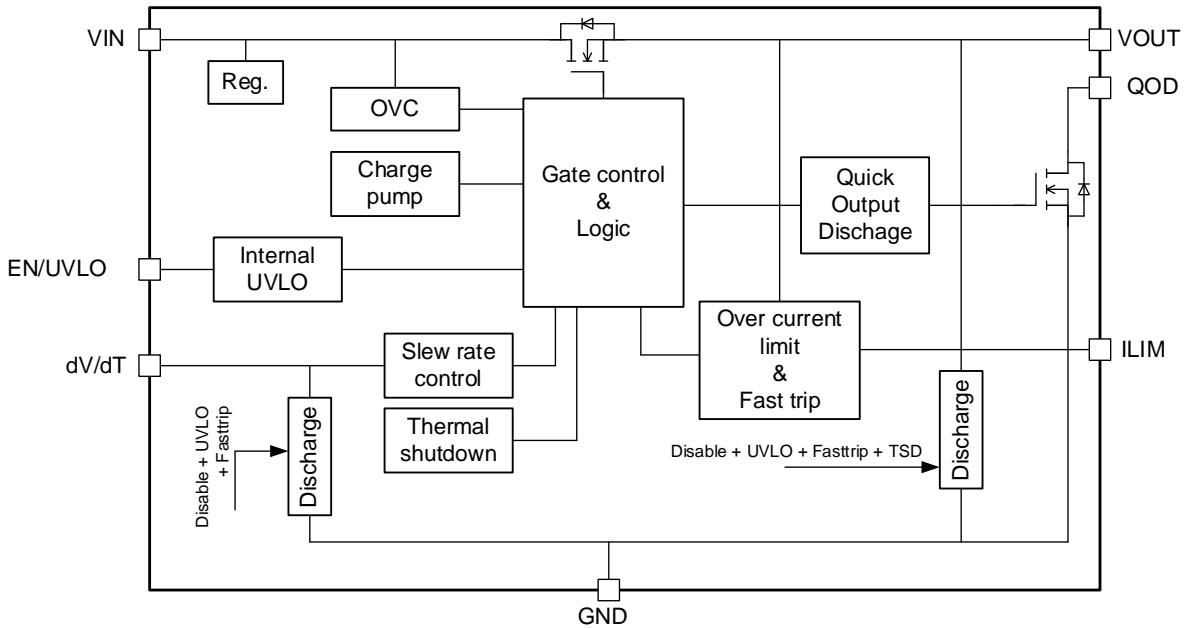 VIN
VOUT
Reg.
OVC
QOD
Charge
pump
Gate control
&
Logic
Quick
Output
Dischage
EN/UVLO
Internal
UVLO
dV/dT
Slew rate
control
Over current
limit
&
Fast trip
ILIM
Disable + UVLO
+ Fasttrip
Discharge
Thermal
shutdown
Disable + UVLO + Fasttrip + TSD
Discharge
GND